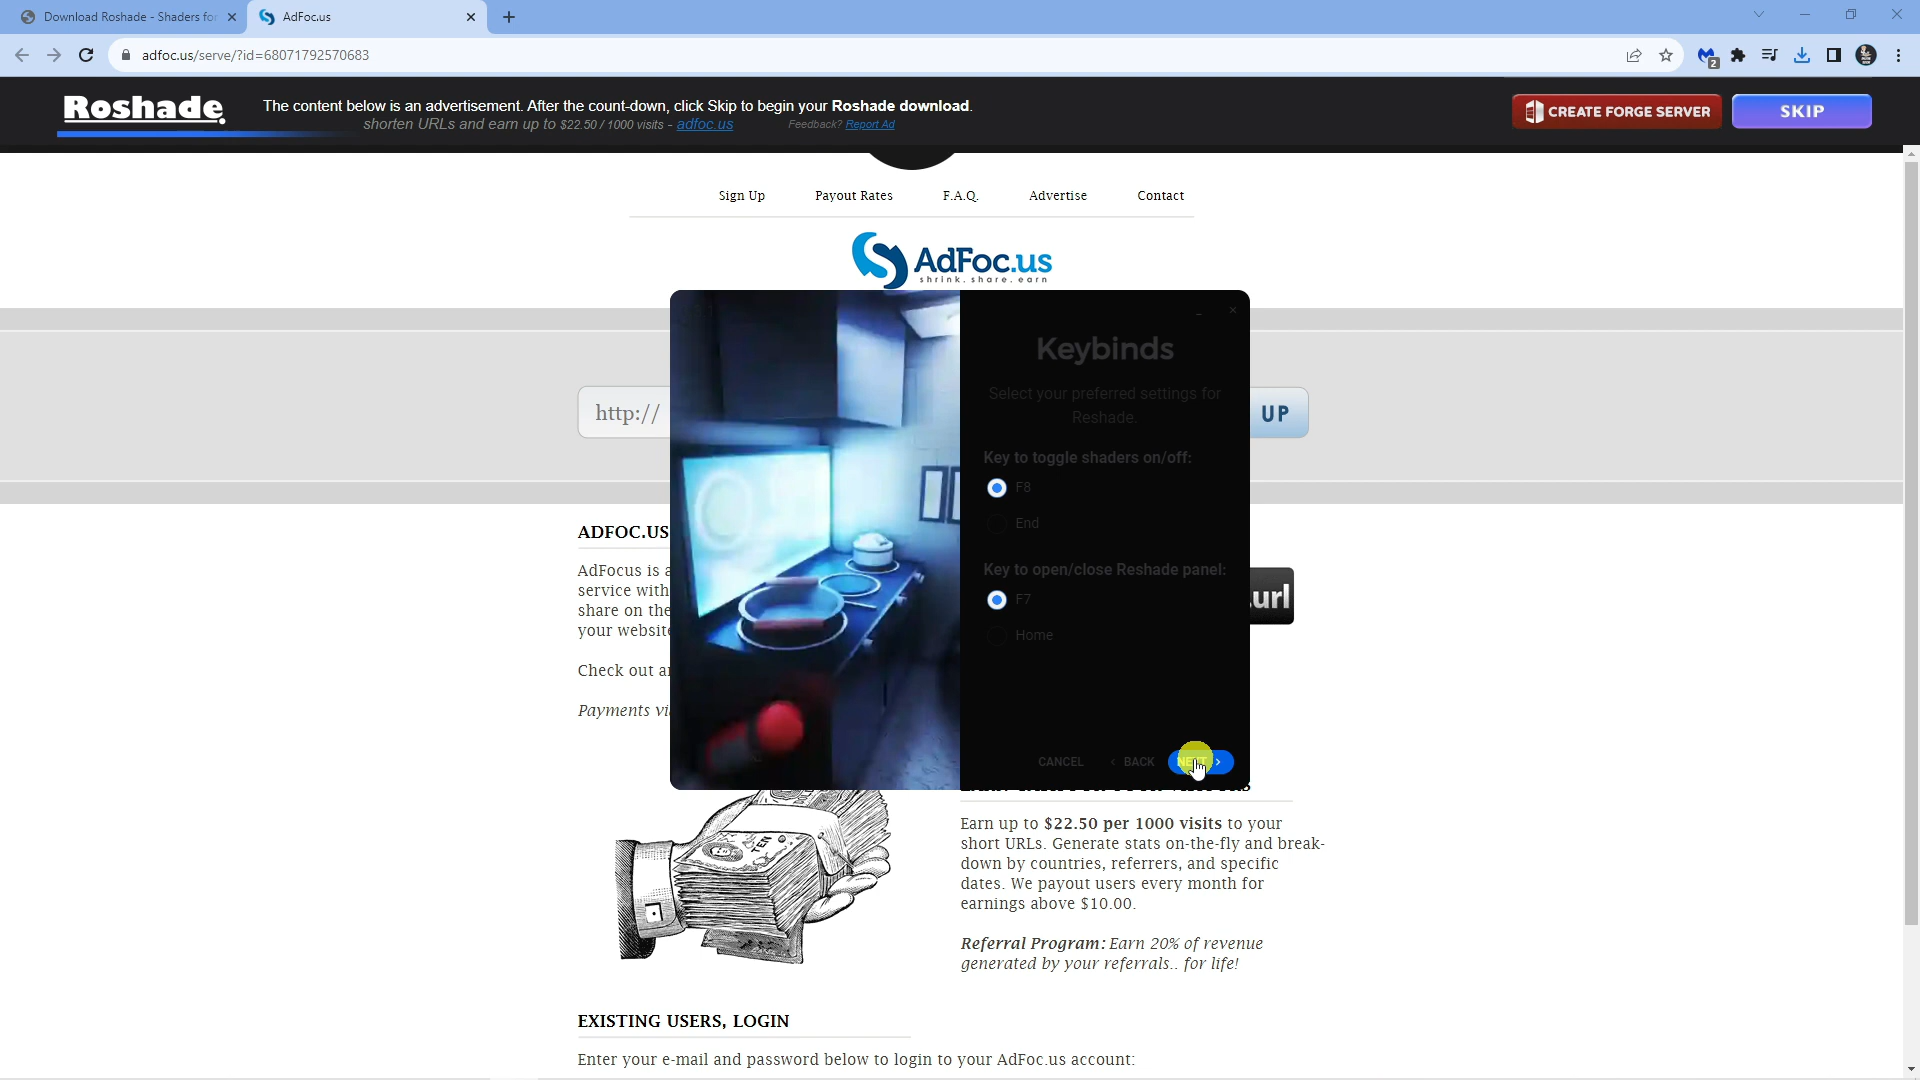 Download Roshade - Shaders for
AdFoc.us
adfoc.us/serve/?id=68071792570683
2
Roshade.
The content below is an advertisement. After the count-down, click Skip to begin your Roshade download.
shorten URLs and earn up to $22.50 / 1000 visits - adfoc.us
Feedback? Report Ad
CREATE FORGE SERVER
SKIP
Sign Up
Payout Rates
F.A.Q.
Advertise
Contact
AdFoc.us
shrink. share. earn
http://
UP
Keybinds
Select your preferred settings for
Reshade.
Key to toggle shaders on/off:
F8
End
Key to open/close Reshade panel:
F7
Home
CANCEL
< BACK
ADFOC.US
AdFocus is a
service with
share on the
your website
Check out a
Payments vi
.url
TEN
Earn up to $22.50 per 1000 visits to your
short URLs. Generate stats on-the-fly and break-
down by countries, referrers, and specific
dates. We payout users every month for
earnings above $10.00.
Referral Program: Earn 20% of revenue
generated by your referrals.. for life!
EXISTING USERS, LOGIN
Enter your e-mail and password below to login to your AdFoc.us account: